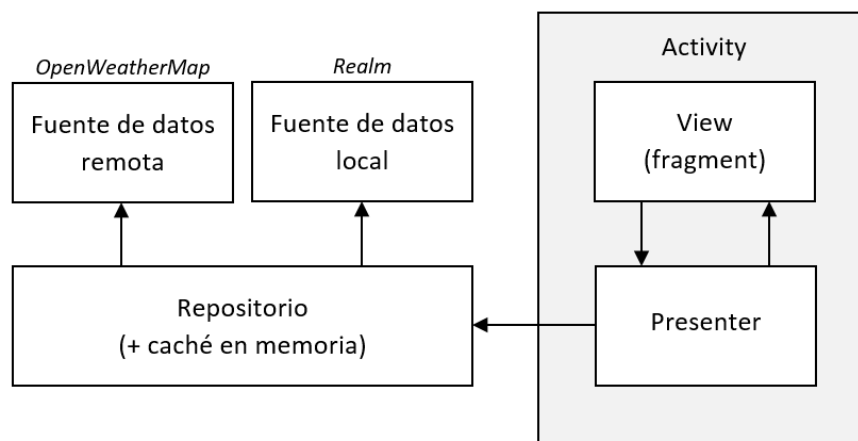 OpenWeatherMap
Fuente de datos
remota
Realm
Fuente de datos
local
Activity
View
(fragment)
Repositorio
(+ caché en memoria)
Presenter